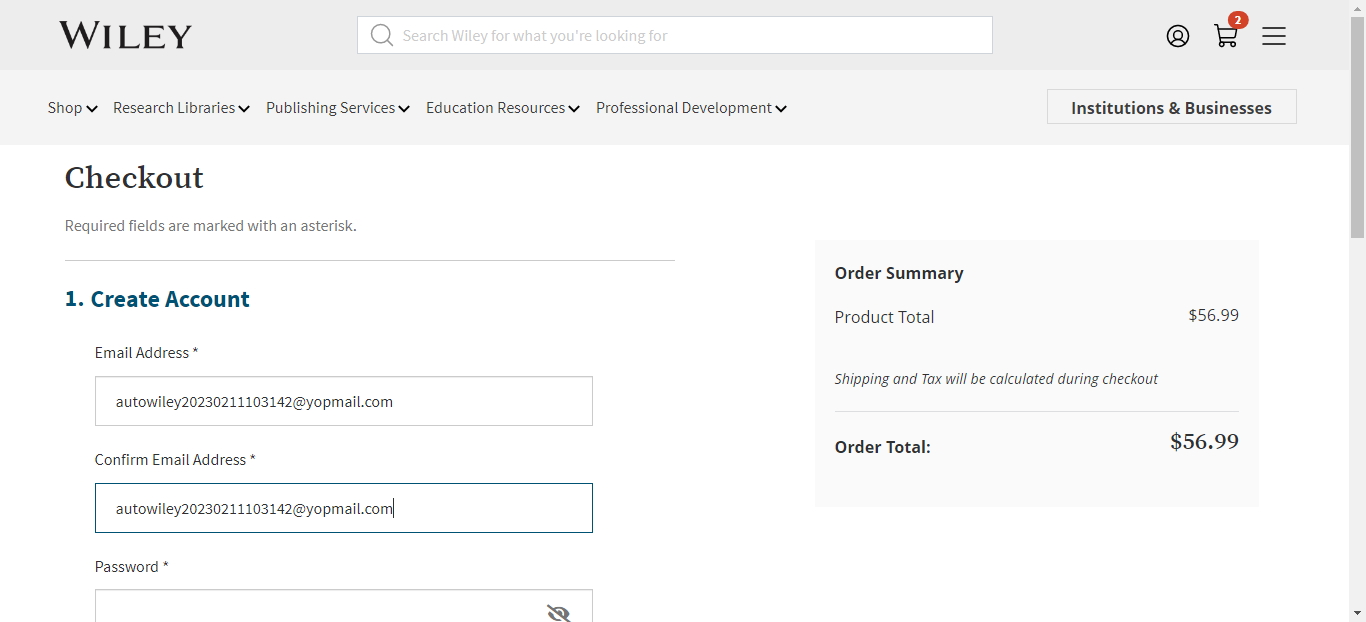 WILEY
Search Wiley for what you're looking for
2
Shop
Research Libraries
Publishing Services
Education Resources
Professional Development
Institutions & Businesses
Checkout
Required fields are marked with an asterisk.
1. Create Account
Email Address *
autowiley20230211103142@yopmail.com
Confirm Email Address *
autowiley20230211103142@yopmail.com
Password *
Order Summary
Product Total $56.99
Shipping and Tax will be calculated during checkout
Order Total: $56.99